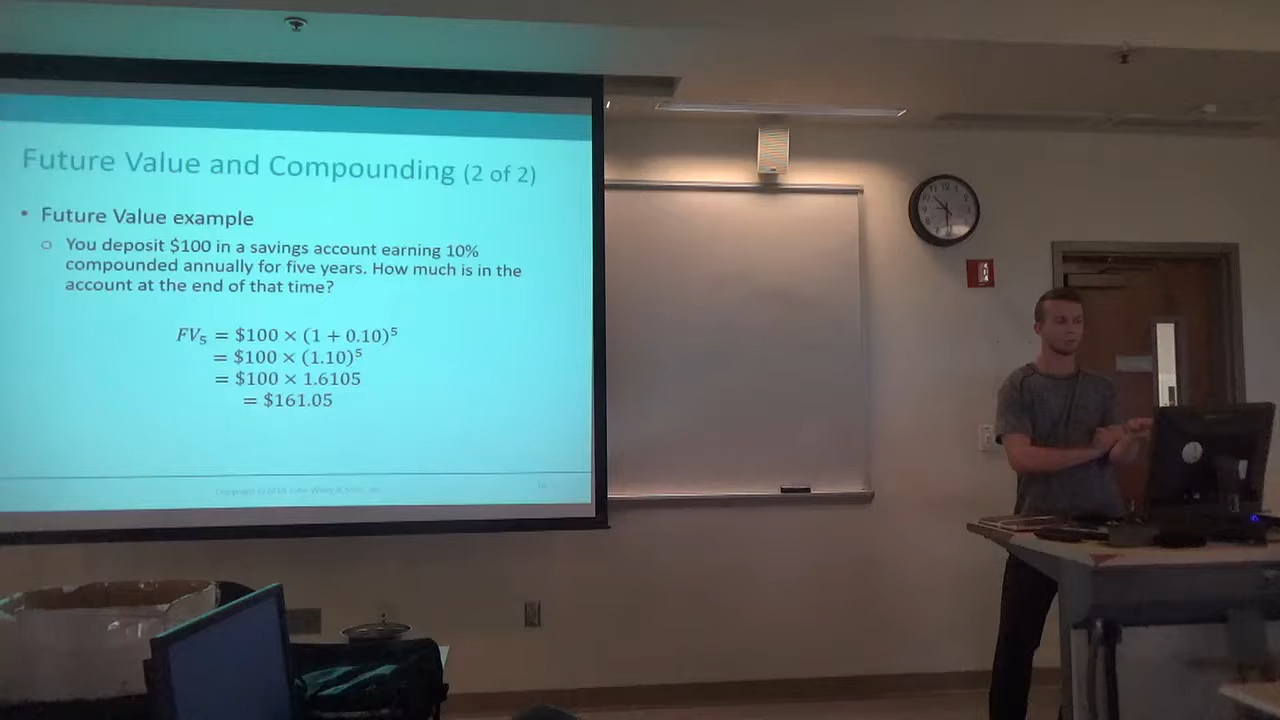 Future Value and Compounding (2 of 2)
• Future Value example
○ You deposit $100 in a savings account earning 10%
compounded annually for five years. How much is in the
account at the end of that time?
FV₅ = $100 × (1 + 0.10)⁵
= $100 × (1.10)⁵
= $100 × 1.6105
= $161.05